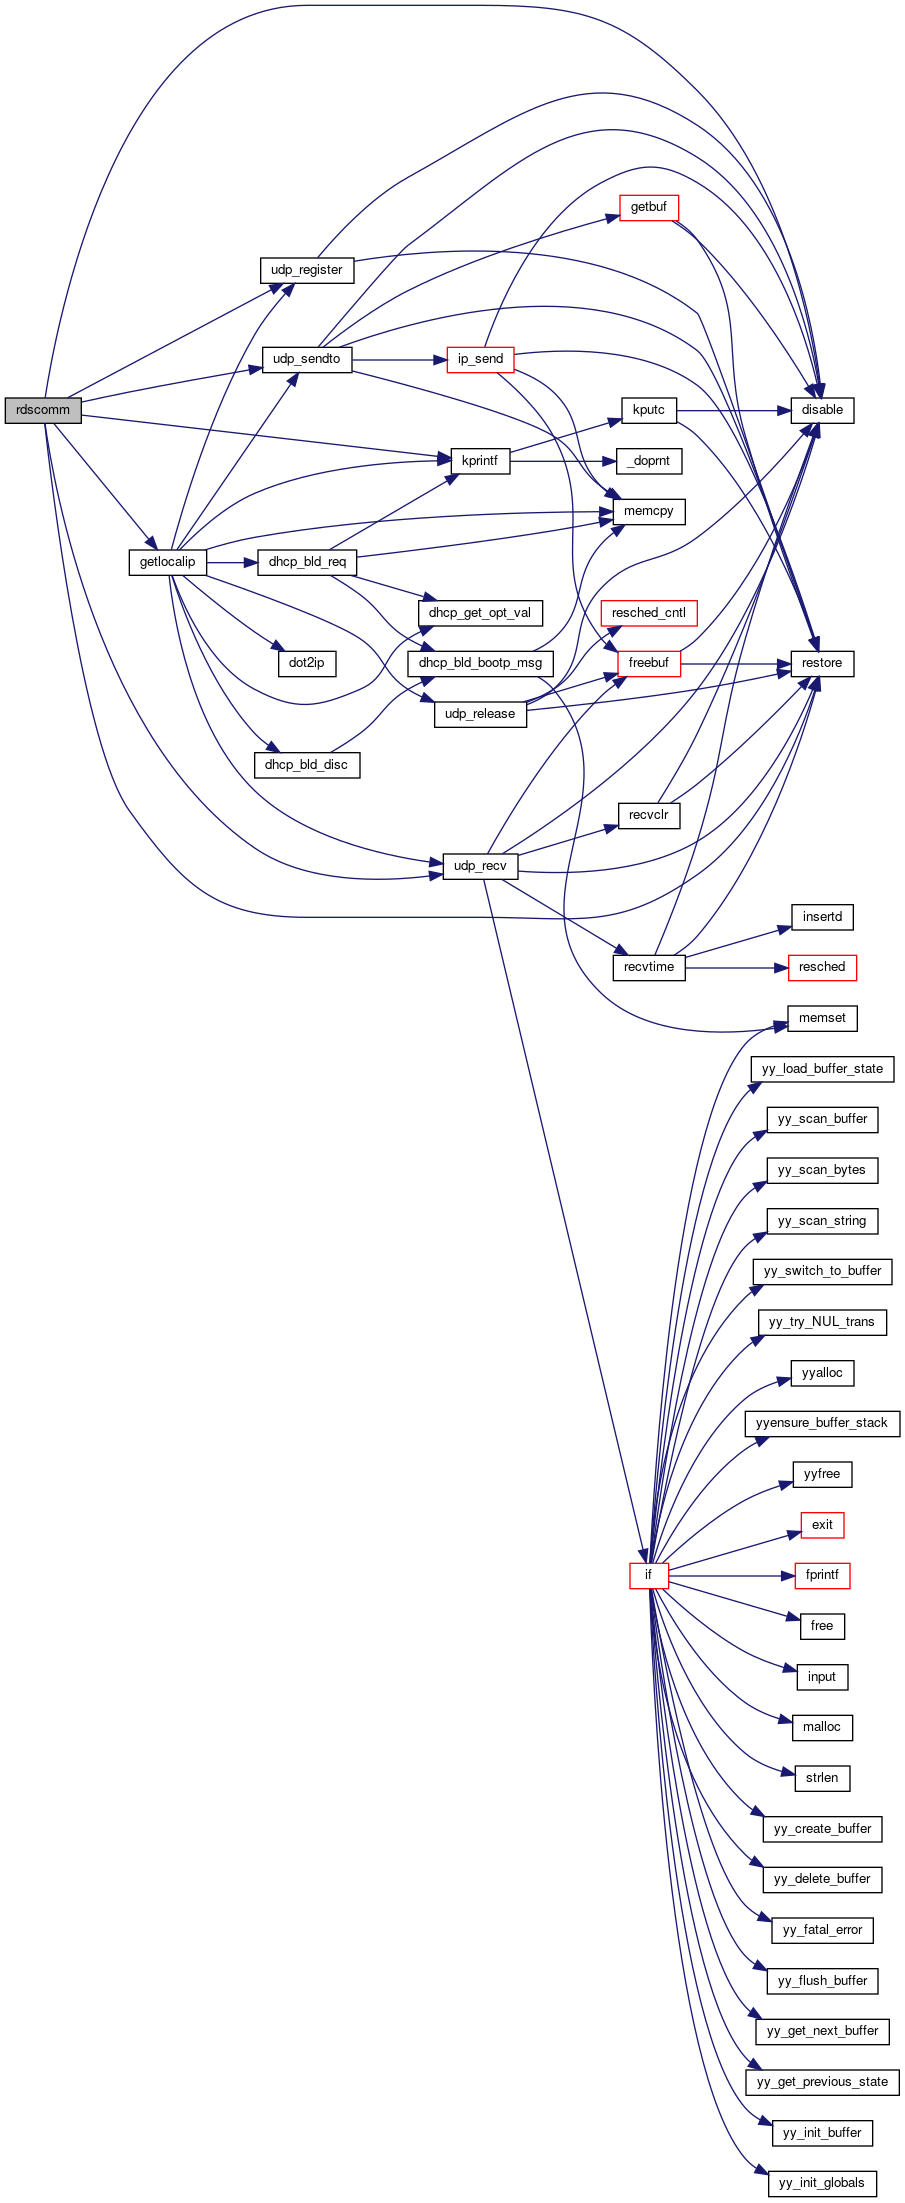 getbuf
udp_register
udp_sendto
ip_send
rdscomm
kputc
disable
kprintf
_doprnt
memcpy
getlocalip
dhcp_bld_req
dhcp_get_opt_val
resched_cntl
dot2ip
dhcp_bld_bootp_msg
freebuf
restore
udp_release
dhcp_bld_disc
recvclr
udp_recv
insertd
recvtime
resched
memset
yy_load_buffer_state
yy_scan_buffer
yy_scan_bytes
yy_scan_string
yy_switch_to_buffer
yy_try_NUL_trans
yyalloc
yyensure_buffer_stack
yyfree
exit
if
fprintf
free
input
malloc
strlen
yy_create_buffer
yy_delete_buffer
yy_fatal_error
yy_flush_buffer
yy_get_next_buffer
yy_get_previous_state
yy_init_buffer
yy_init_globals